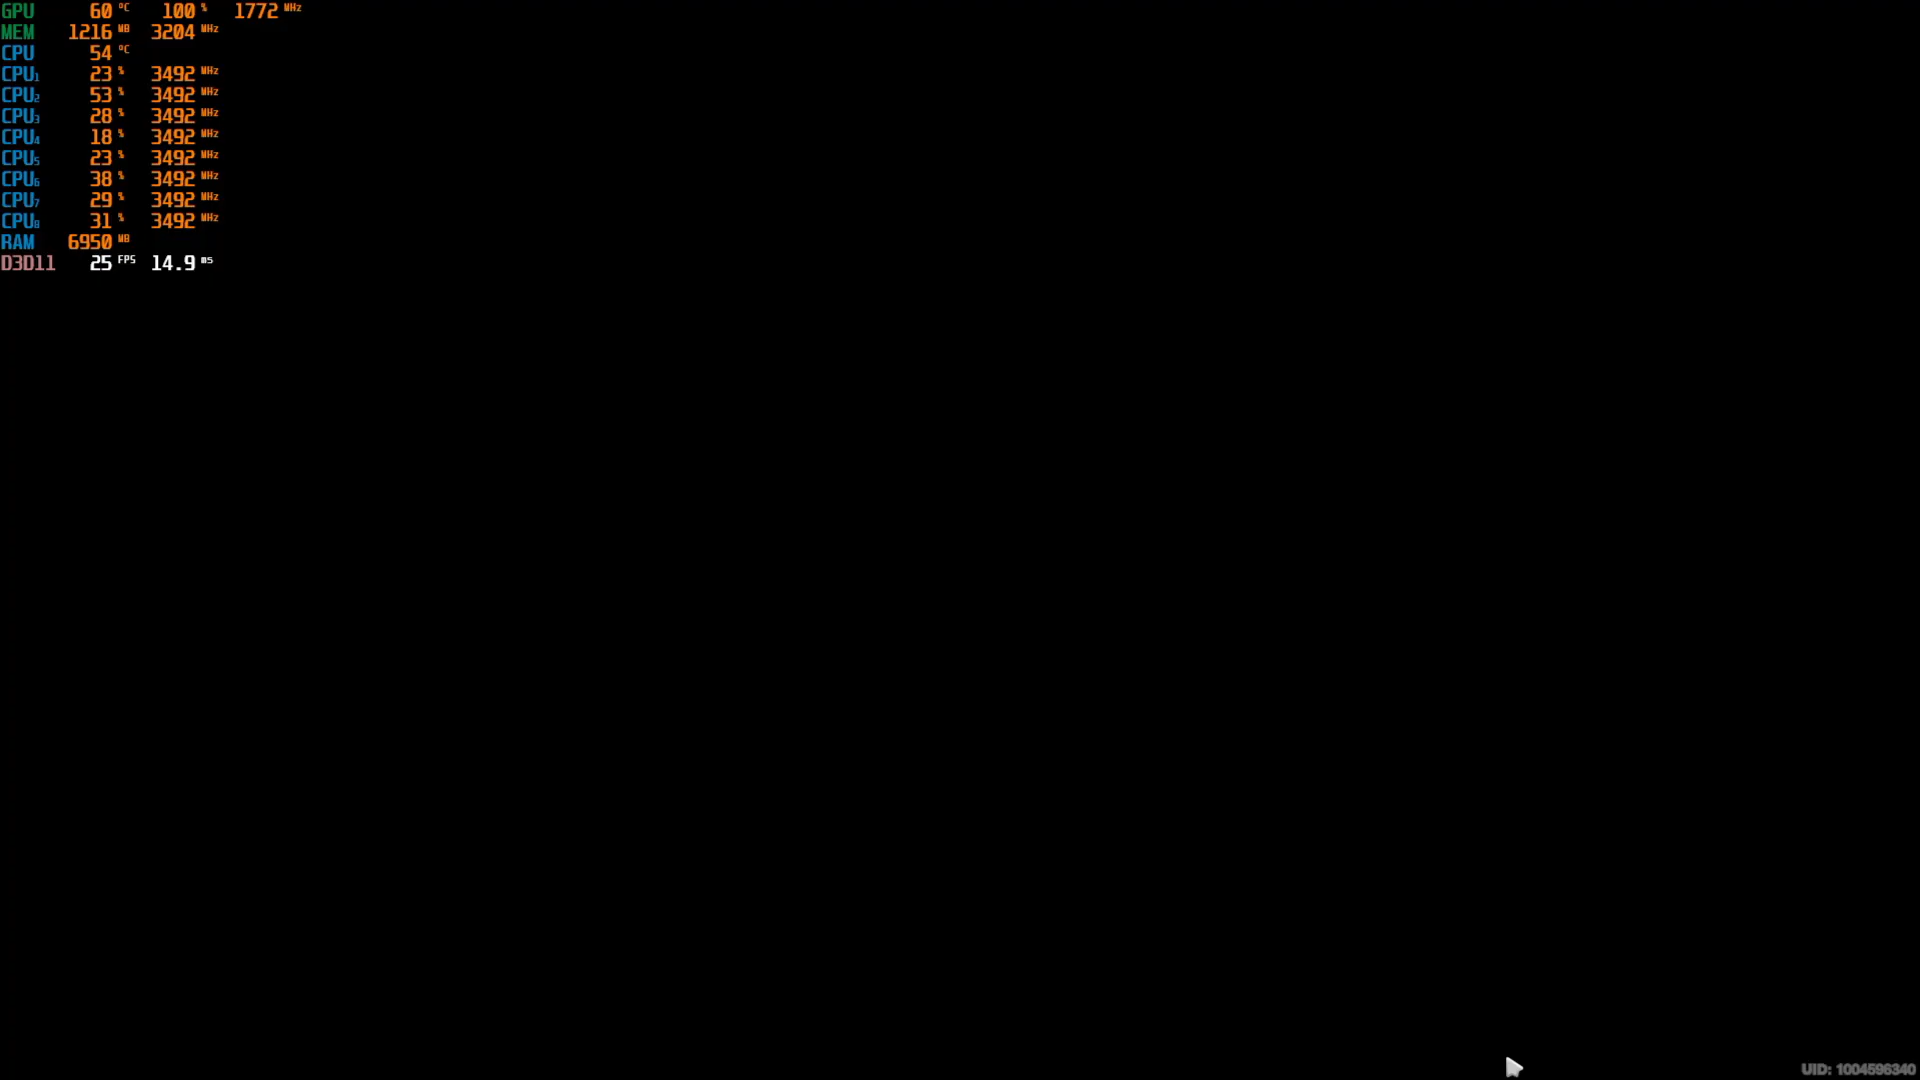 GPU 60 °C 100 % 1772 MHz
MEM 1216 MB 3204 MHz
CPU 54 °C
CPU1 23 % 3492 MHz
CPU2 53 % 3492 MHz
CPU3 28 % 3492 MHz
CPU4 18 % 3492 MHz
CPU5 23 % 3492 MHz
CPU6 38 % 3492 MHz
CPU7 29 % 3492 MHz
CPU8 31 % 3492 MHz
RAM 6950 MB
D3D11 25 FPS 14.9 ms
UID: 1004596340